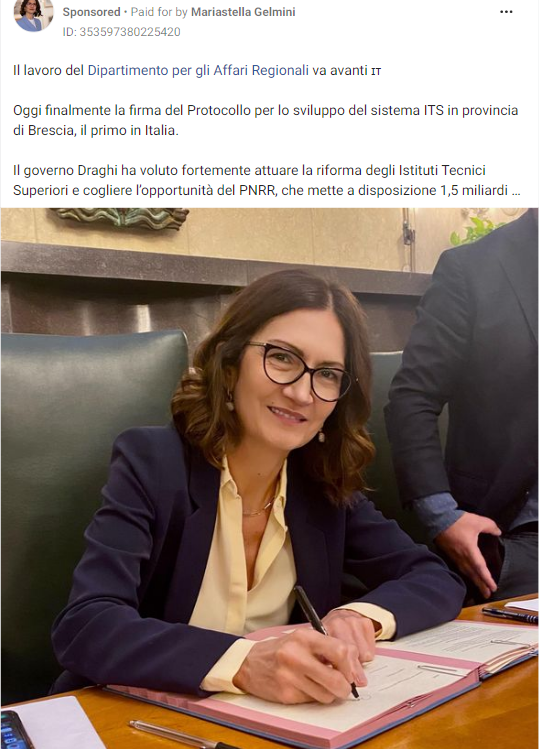 Sponsored • Paid for by Mariastella Gelmini
ID: 353597380225420
Il lavoro del Dipartimento per gli Affari Regionali va avanti ɪᴛ
Oggi finalmente la firma del Protocollo per lo sviluppo del sistema ITS in provincia
di Brescia, il primo in Italia.
Il governo Draghi ha voluto fortemente attuare la riforma degli Istituti Tecnici
Superiori e cogliere l’opportunità del PNRR, che mette a disposizione 1,5 miliardi ...